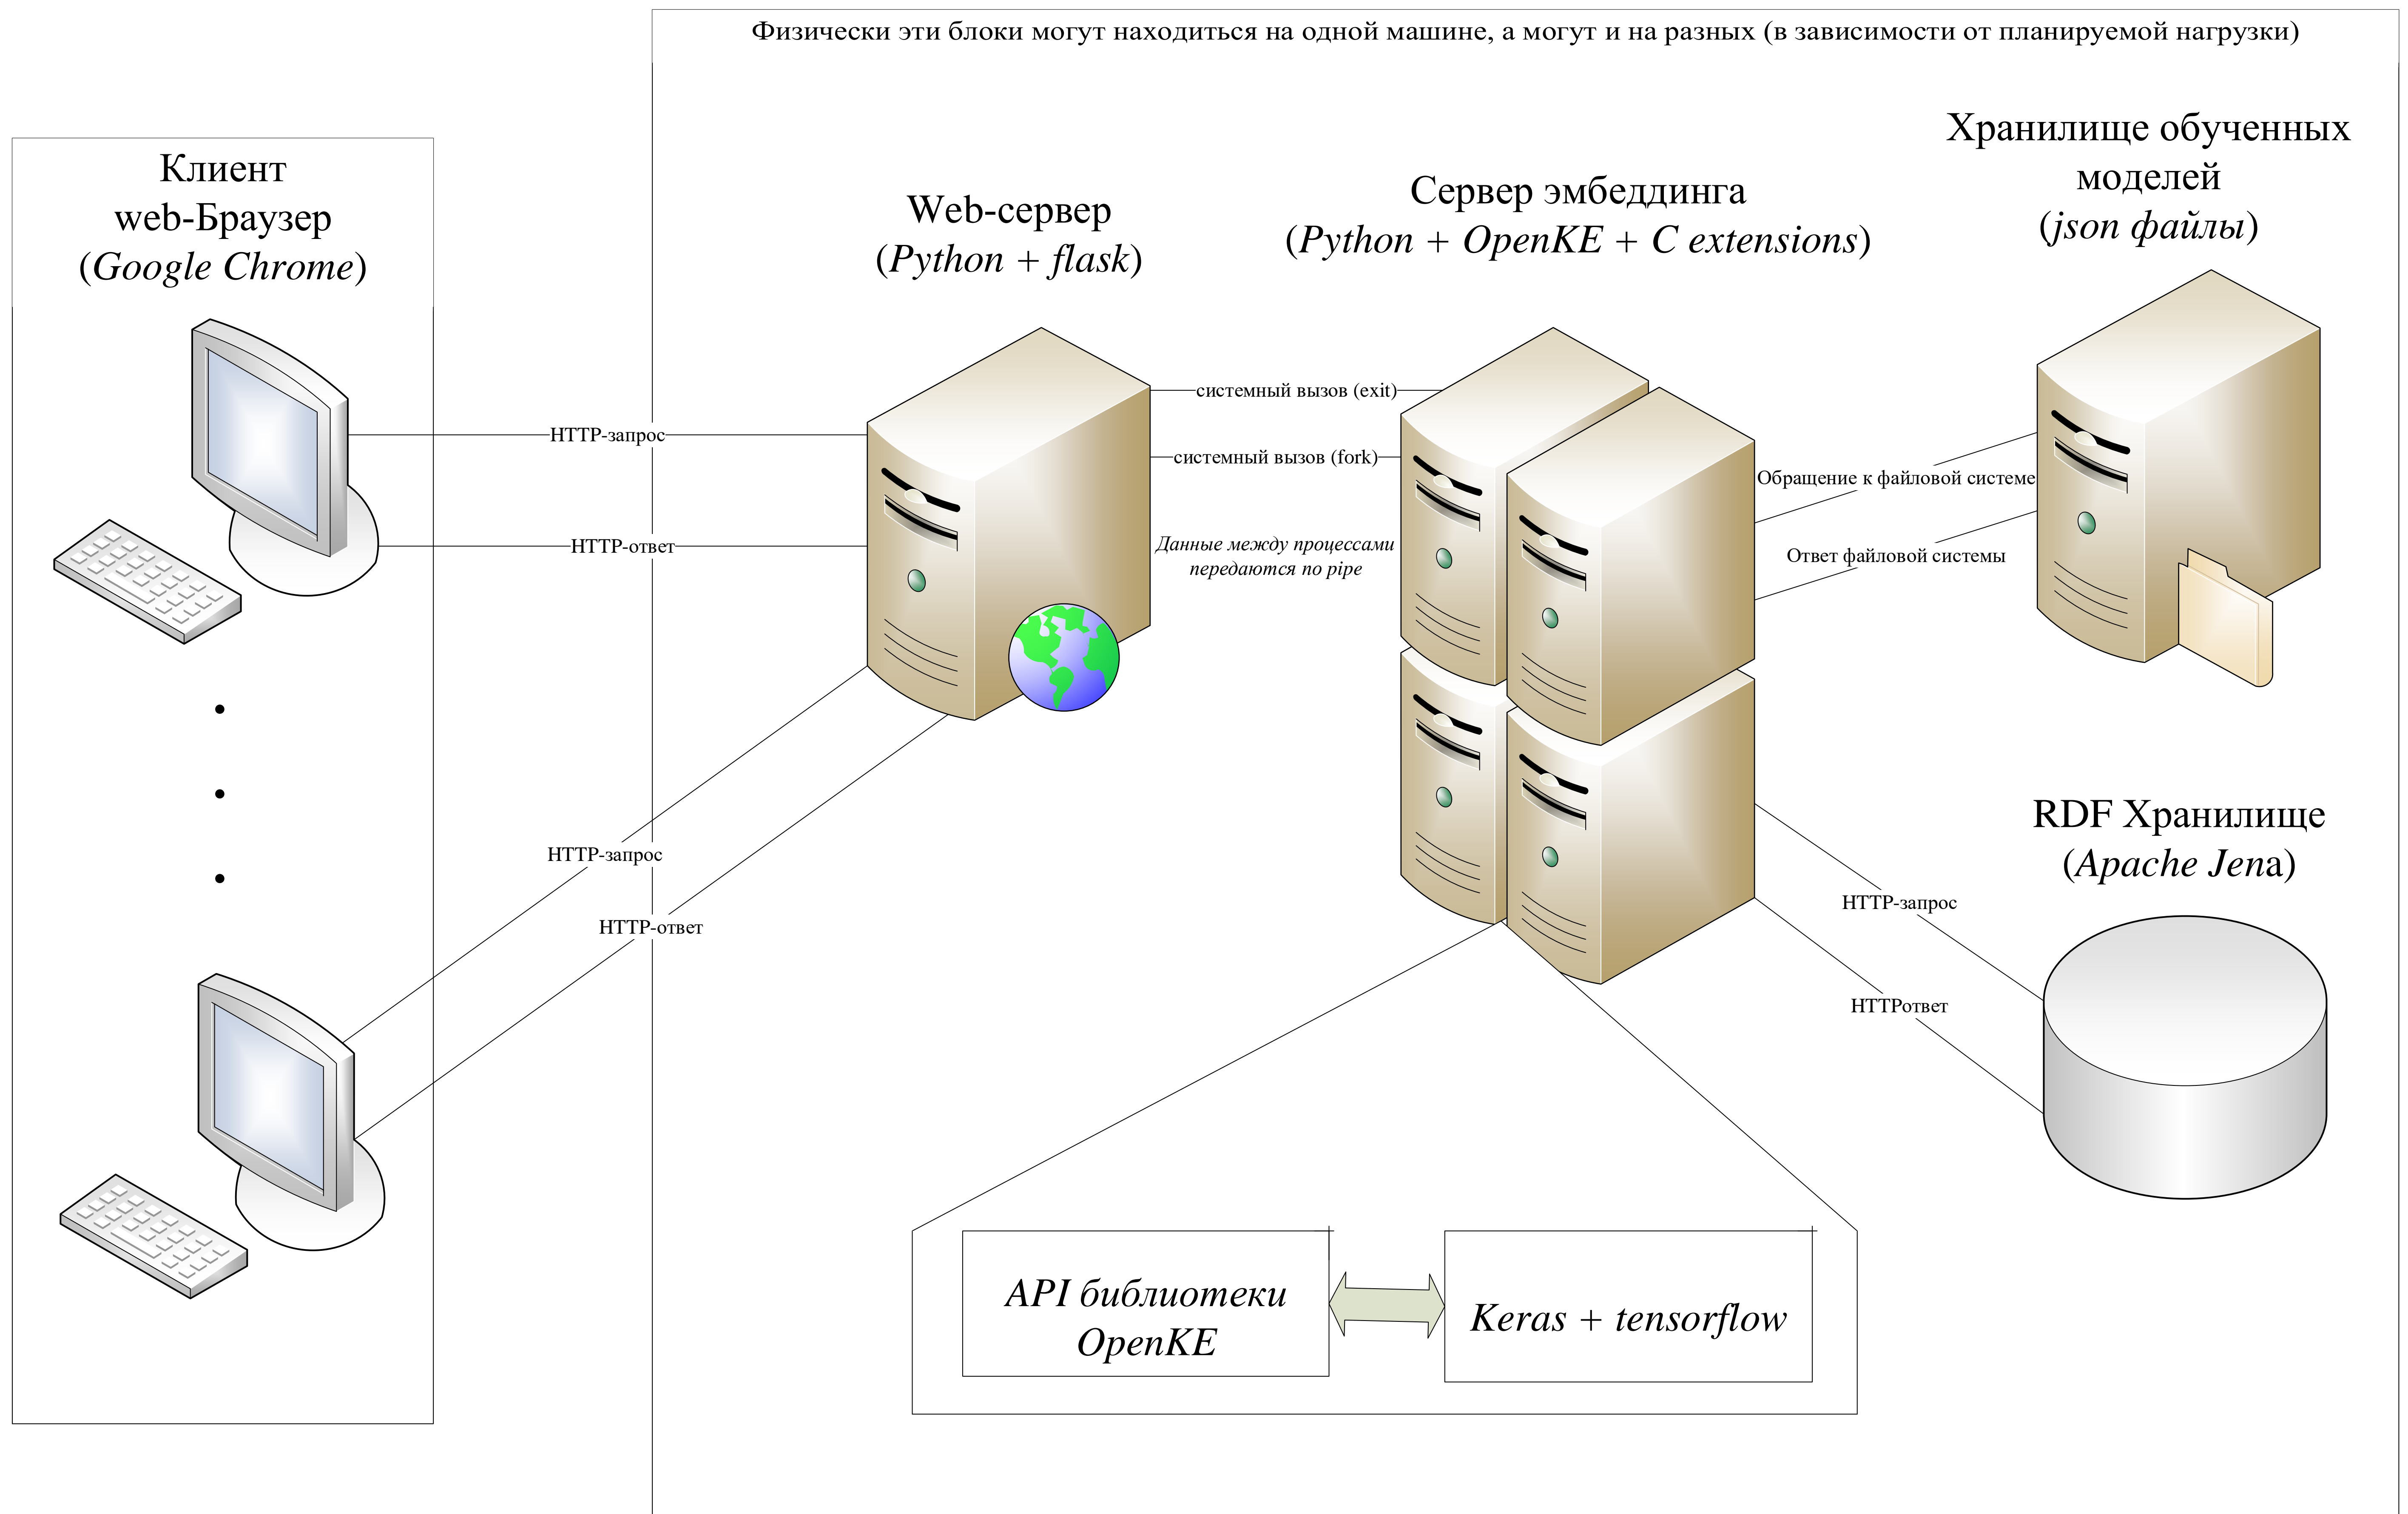 Физически эти блоки могут находиться на одной машине, а могут и на разных (в зависимости от планируемой нагрузки)
Клиент
web-Браузер
(Google Chrome)
Web-сервер
(Python + flask)
Сервер эмбеддинга
(Python + OpenKE + C extensions)
Хранилище обученных
моделей
(json файлы)
системный вызов (exit)
HTTP-запрос
системный вызов (fork)
Обращение к файловой системе
HTTP-ответ
Данные между процессами
передаются по pipe
Ответ файловой системы
RDF Хранилище
(Apache Jena)
HTTP-запрос
HTTP-ответ
HTTP-запрос
HTTPответ
API библиотеки
OpenKE
Keras + tensorflow